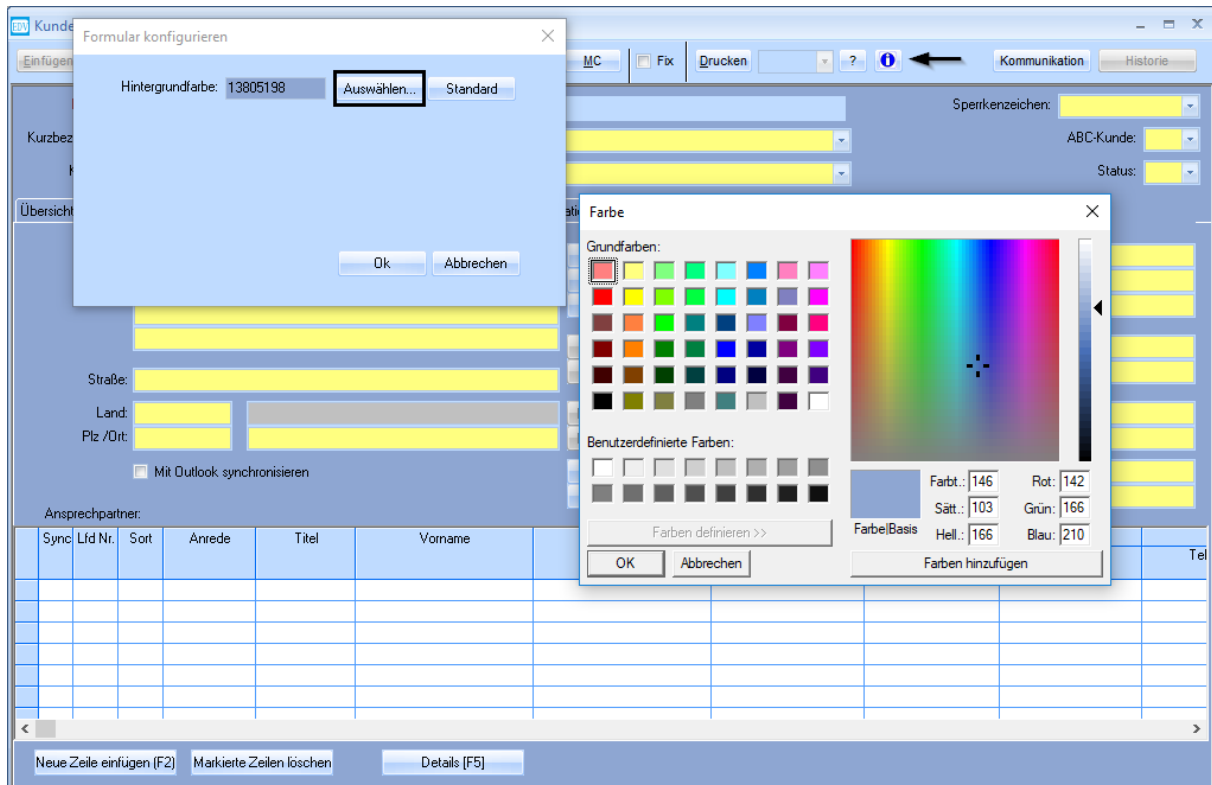 EDV Kunde
Formular konfigurieren
Einfügen
MC
Fix
Drucken
?
Kommunikation
Historie
Hintergrundfarbe: 13805198
Auswählen...
Standard
Sperrkenzeichen:
Kurzbez
ABC-Kunde:
Status:
Übersicht
Farbe
Grundfarben:
Ok
Abbrechen
Straße:
Land:
Plz /Ort:
Benutzerdefinierte Farben:
Mit Outlook synchronisieren
Farbt.: 146
Rot: 142
Sätt.: 103
Grün: 166
Farbe|Basis
Hell.: 166
Blau: 210
Farben definieren >>
OK
Abbrechen
Farben hinzufügen
Ansprechpartner:
Sync
Lfd Nr.
Sort
Anrede
Titel
Vorname
Tel
Neue Zeile einfügen (F2)
Markierte Zeilen löschen
Details [F5]